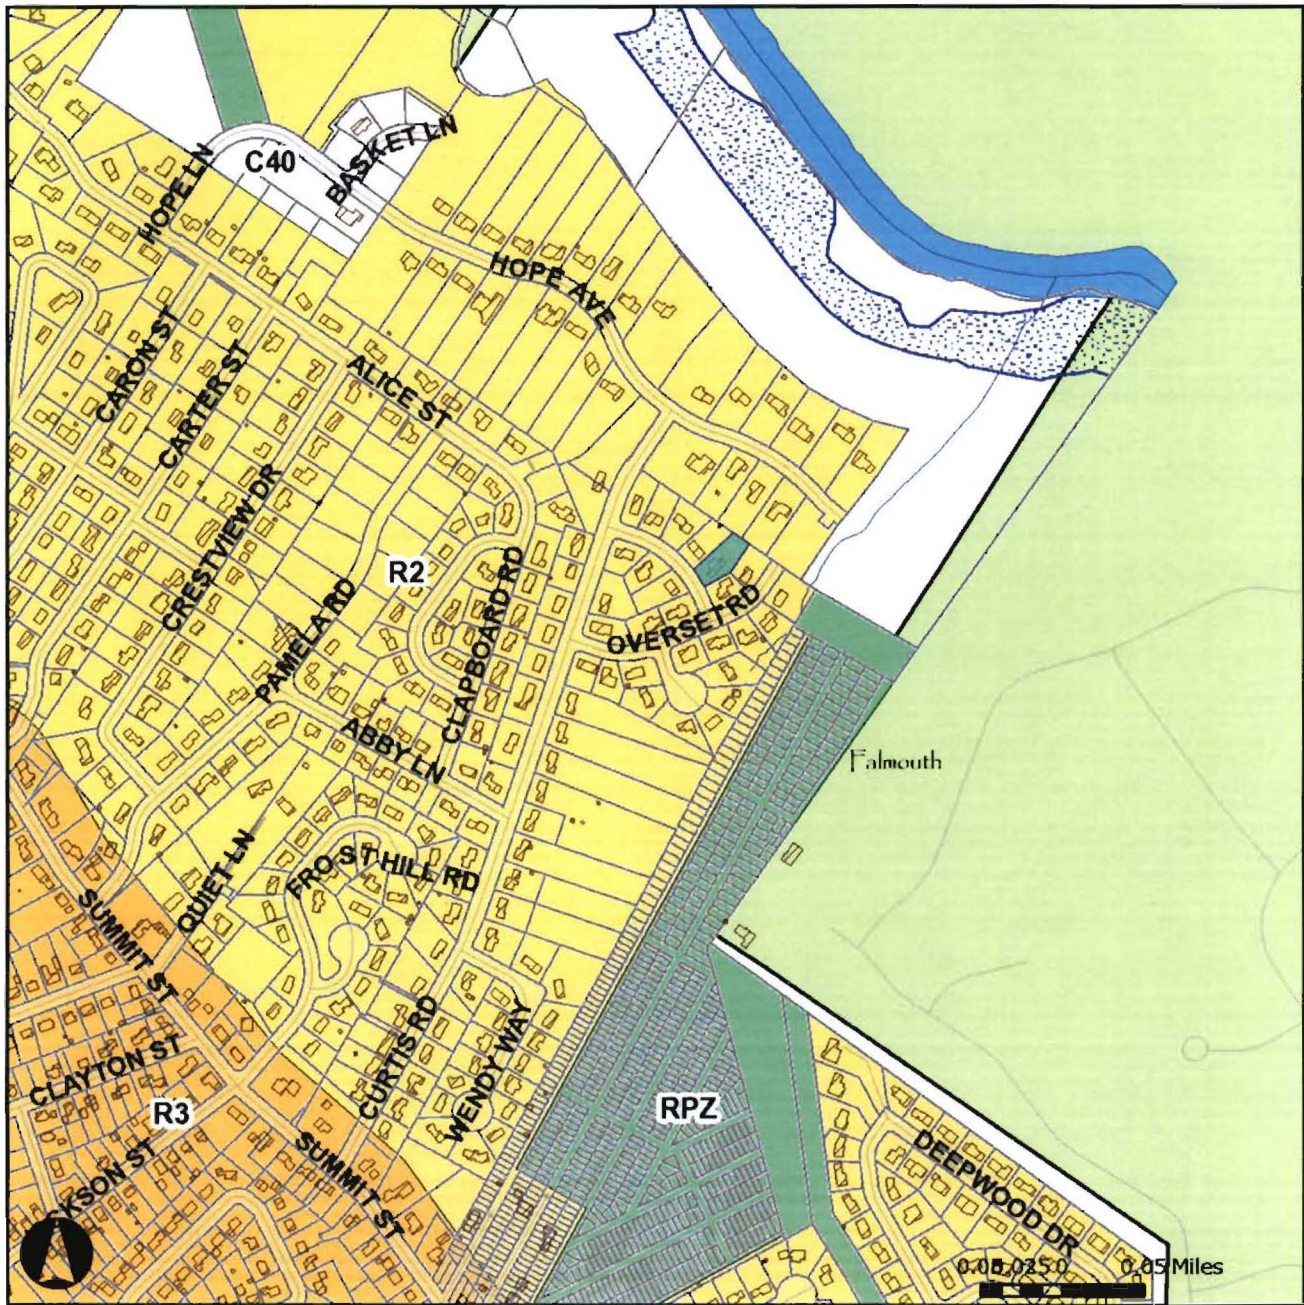 BASKET LN
C40
HOPE LN
HOPE AVE
CARON ST
CARTER ST
ALICE ST
CRESTVIEW DR
R2
PAMELA RD
CLAPBOARD RD
OVERSET RD
ABBY LN
Falmouth
QUIET LN
FROST HILL RD
SUMMIT ST
CURTIS RD
WENDY WAY
CLAYTON ST
R3
RPZ
KSON ST
SUMMIT ST
DEEPWOOD DR
0.05 Miles